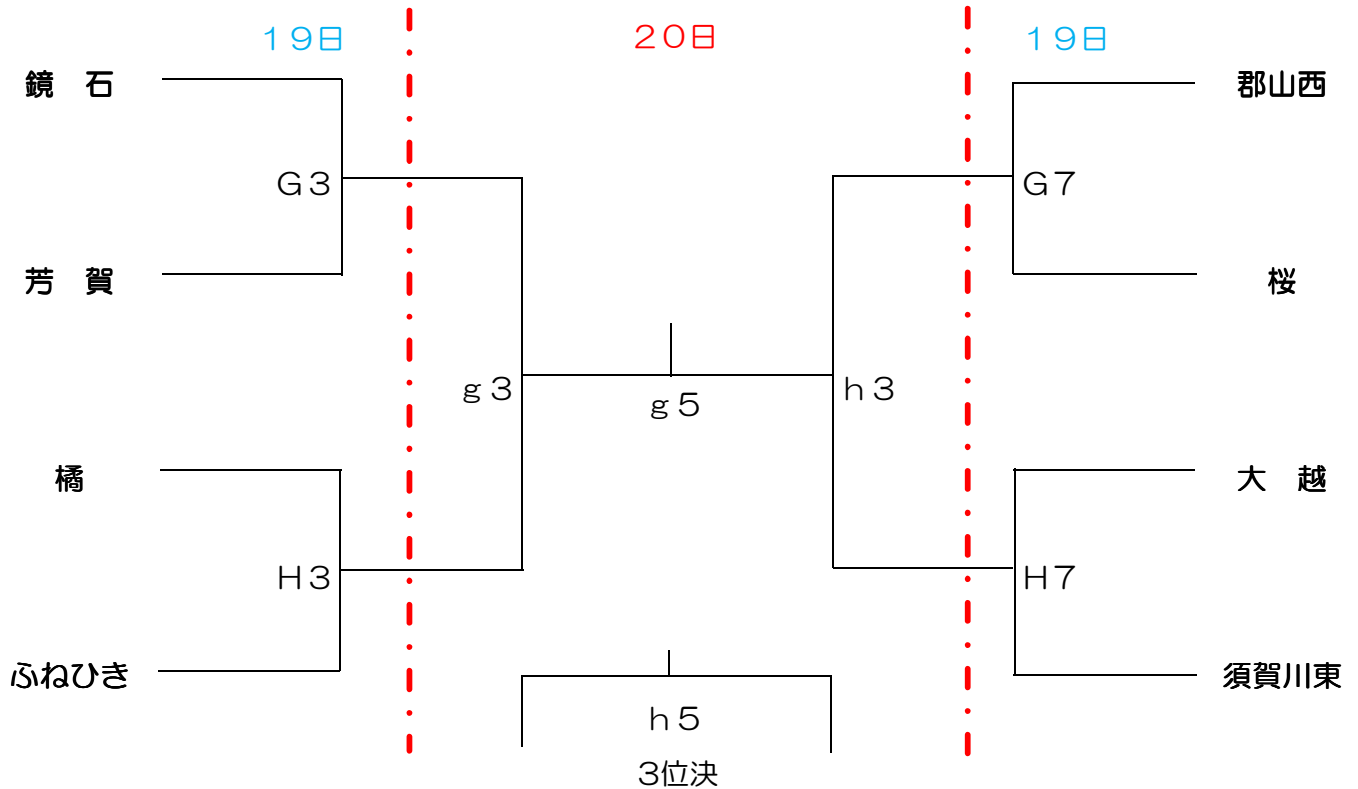 １９日
２０日
１９日
鏡　石
郡山西
Ｇ３
Ｇ７
芳　賀
桜
ｇ３
ｇ５
ｈ３
橘
大　越
Ｈ３
Ｈ７
ふねひき
須賀川東
ｈ５
３位決